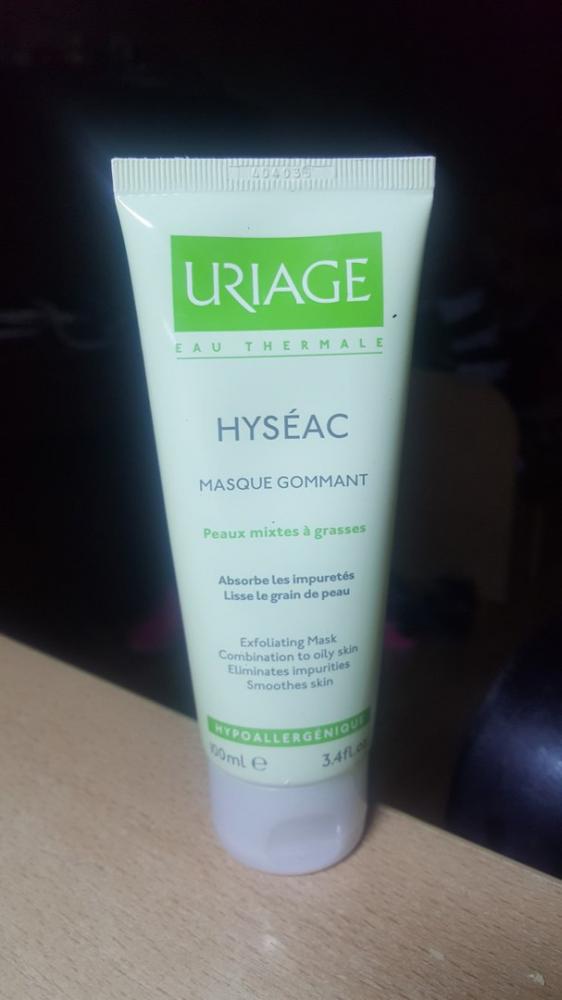 404035
URIAGE
EAU THERMALE
HYSÉAC
MASQUE GOMMANT
Peaux mixtes à grasses
Absorbe les impuretés
Lisse le grain de peau
Exfoliating Mask
Combination to oily skin
Eliminates impurities
Smoothes skin
HYPOALLERGÉNIQUE
100ml e 3.4fl.oz